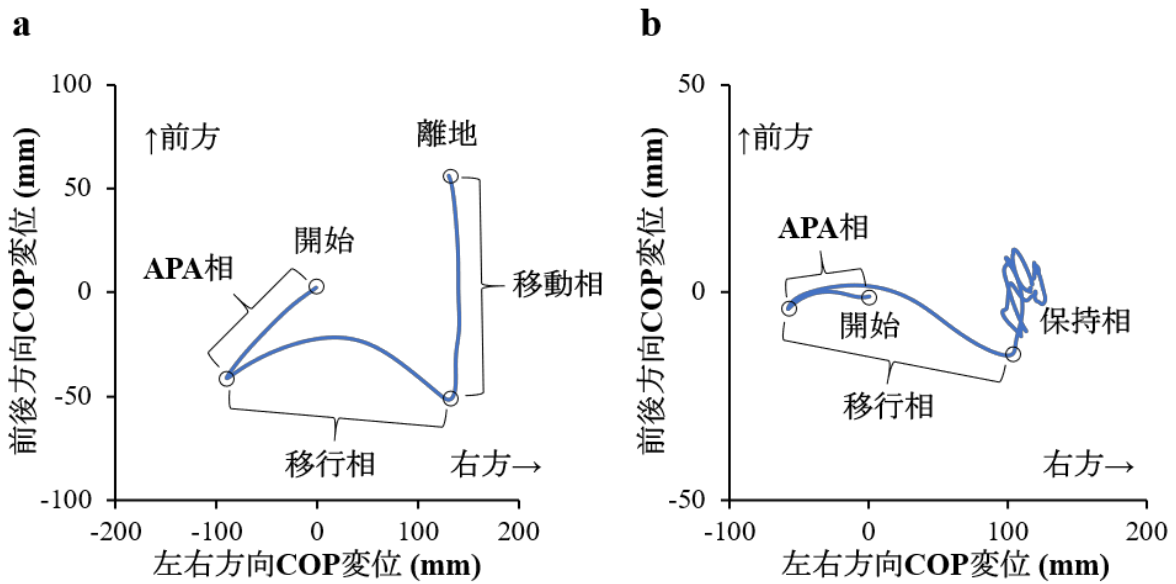 a
前後方向COP変位 (mm)
100
50
0
-50
-100
↑前方
離地
開始
APA相
移動相
移行相
右方→
-200
-100
0
100
200
左右方向COP変位 (mm)
b
前後方向COP変位 (mm)
50
0
-50
↑前方
APA相
開始
保持相
移行相
右方→
-100
0
100
200
左右方向COP変位 (mm)